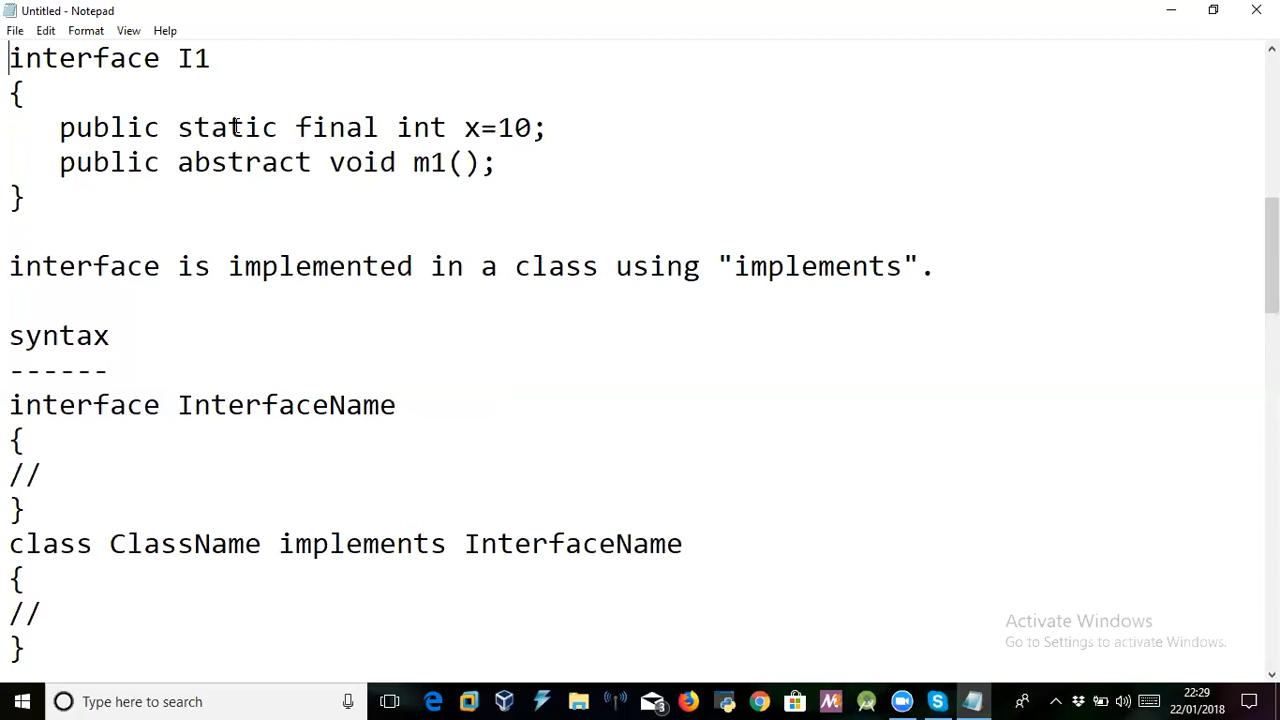 Untitled - Notepad
File Edit Format View Help
interface I1
{
public static final int x=10;
public abstract void m1();
}
interface is implemented in a class using "implements".
syntax
------
interface InterfaceName
{
//
}
class ClassName implements InterfaceName
{
//
}
Activate Windows
Go to Settings to activate Windows.
Type here to search
3
22:29
22/01/2018